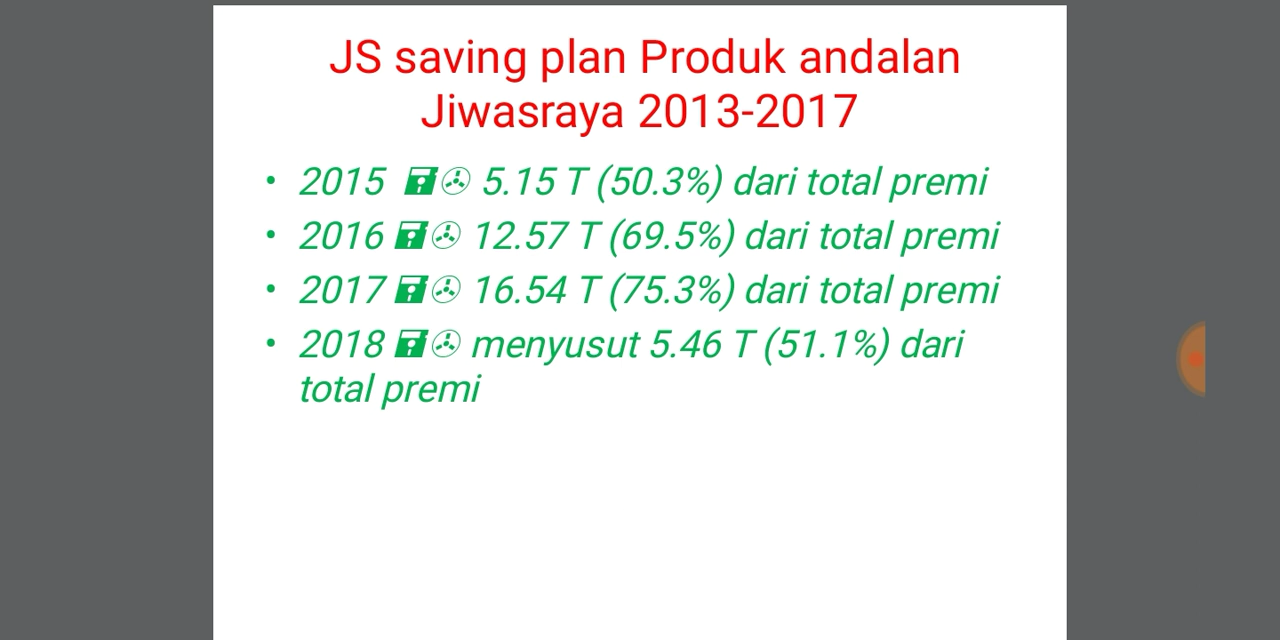 JS saving plan Produk andalan
Jiwasraya 2013-2017
• 2015 🖬✇ 5.15 T (50.3%) dari total premi
• 2016 🖬✇ 12.57 T (69.5%) dari total premi
• 2017 🖬✇ 16.54 T (75.3%) dari total premi
• 2018 🖬✇ menyusut 5.46 T (51.1%) dari
total premi